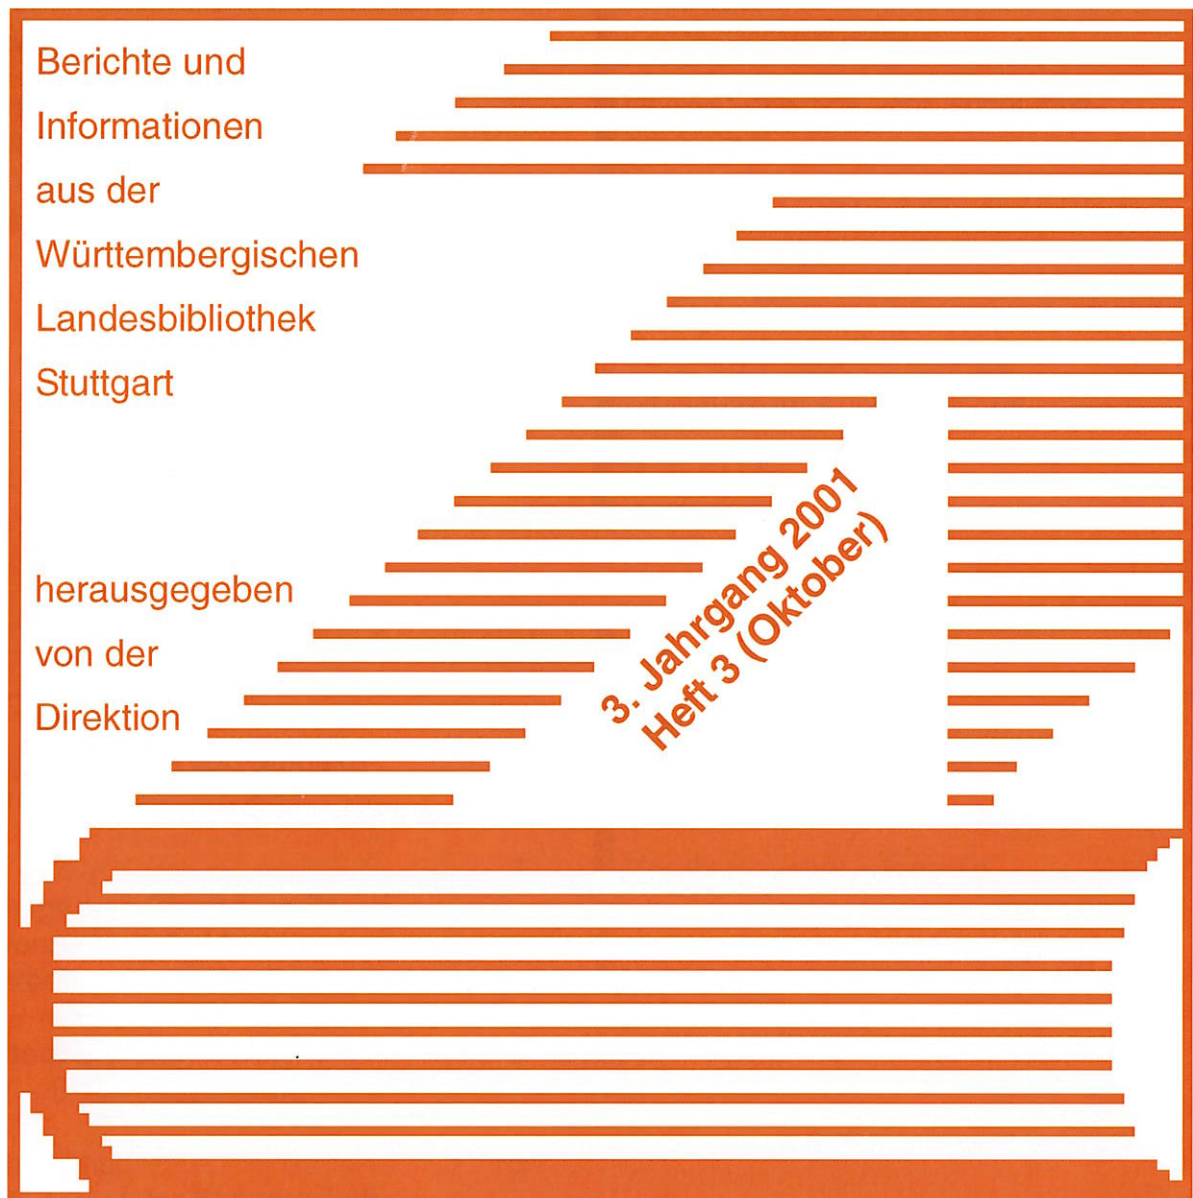 Berichte und
Informationen
aus der
Württembergischen
Landesbibliothek
Stuttgart
herausgegeben
von der
Direktion
3. Jahrgang 2001
Heft 3 (Oktober)